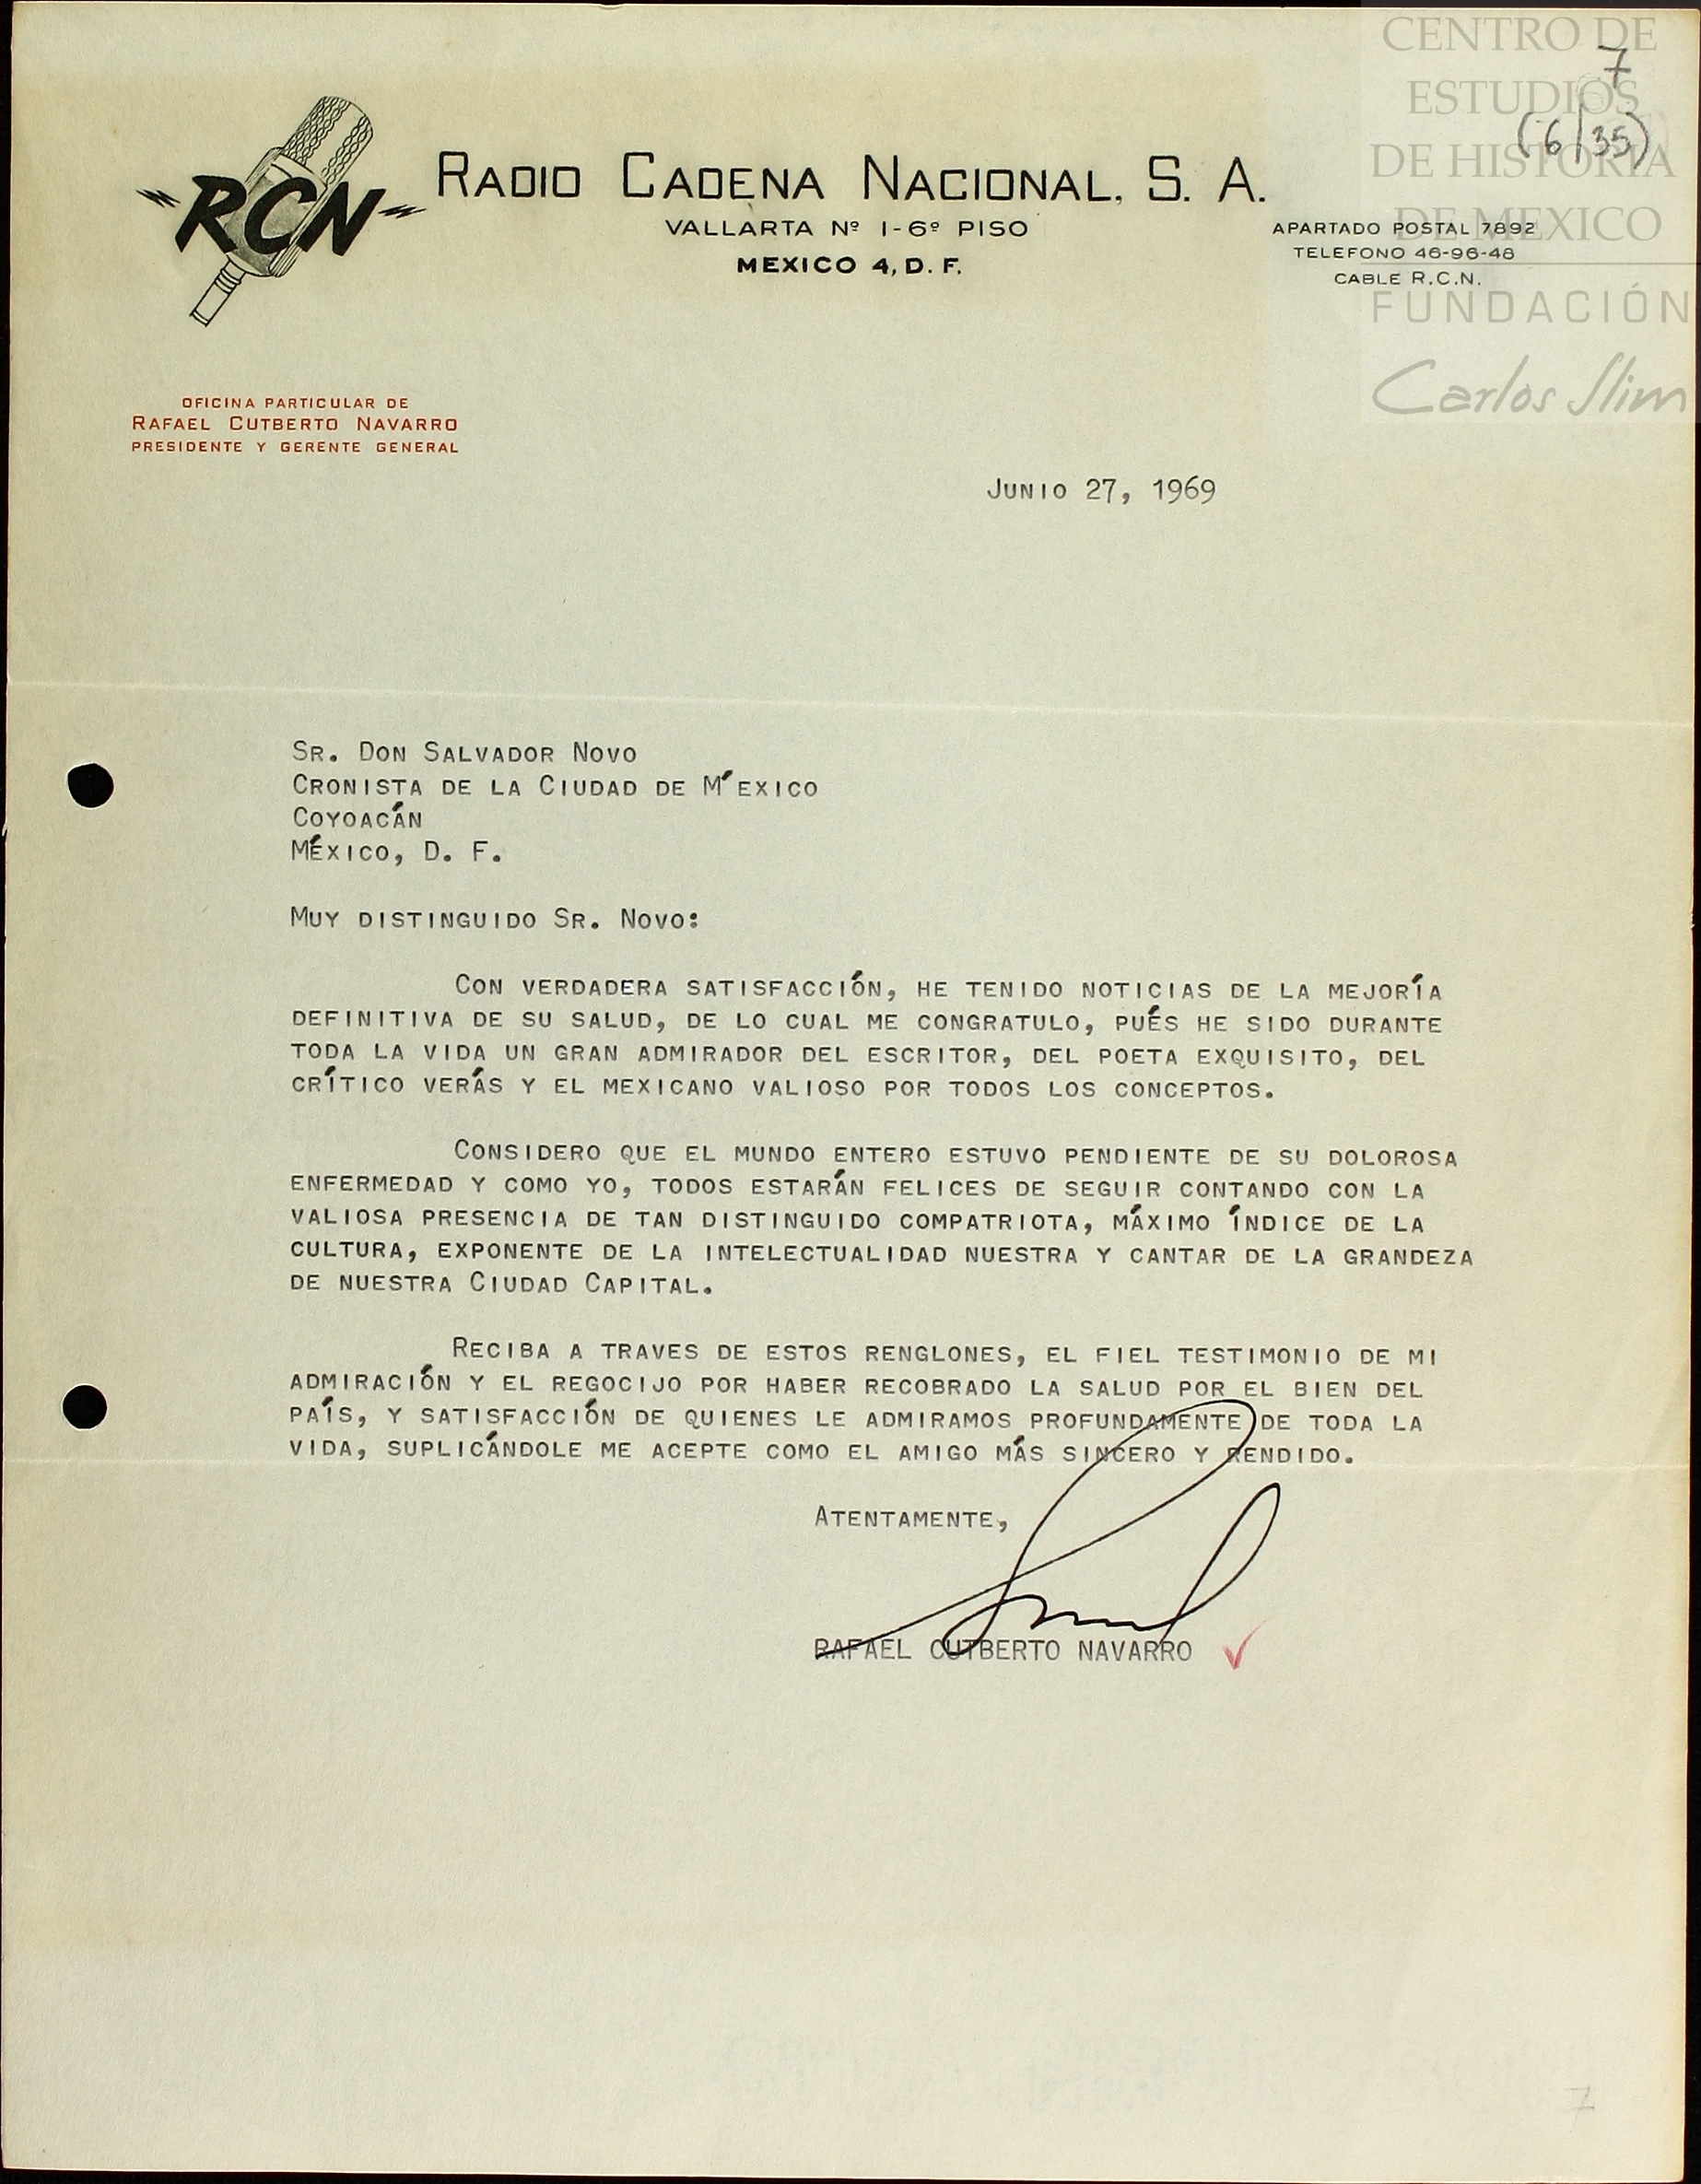 CENTRO DE
ESTUDIOS
DE HISTORIA
DE MEXICO
FUNDACIÓN
Carlos Slim
7
(6/35)
RCN
RADIO CADENA NACIONAL, S. A.
VALLARTA Nº 1-6º PISO
MEXICO 4, D. F.
APARTADO POSTAL 7892
TELEFONO 46-96-48
CABLE R.C.N.
OFICINA PARTICULAR DE
RAFAEL CUTBERTO NAVARRO
PRESIDENTE Y GERENTE GENERAL
JUNIO 27, 1969
SR. DON SALVADOR NOVO
CRONISTA DE LA CIUDAD DE M´EXICO
COYOACÁN
MÉXICO, D. F.
MUY DISTINGUIDO SR. NOVO:
CON VERDADERA SATISFACCIÓN, HE TENIDO NOTICIAS DE LA MEJORÍA
DEFINITIVA DE SU SALUD, DE LO CUAL ME CONGRATULO, PUÉS HE SIDO DURANTE
TODA LA VIDA UN GRAN ADMIRADOR DEL ESCRITOR, DEL POETA EXQUISITO, DEL
CRÍTICO VERÁS Y EL MEXICANO VALIOSO POR TODOS LOS CONCEPTOS.
CONSIDERO QUE EL MUNDO ENTERO ESTUVO PENDIENTE DE SU DOLOROSA
ENFERMEDAD Y COMO YO, TODOS ESTARÁN FELICES DE SEGUIR CONTANDO CON LA
VALIOSA PRESENCIA DE TAN DISTINGUIDO COMPATRIOTA, MÁXIMO ÍNDICE DE LA
CULTURA, EXPONENTE DE LA INTELECTUALIDAD NUESTRA Y CANTAR DE LA GRANDEZA
DE NUESTRA CIUDAD CAPITAL.
RECIBA A TRAVES DE ESTOS RENGLONES, EL FIEL TESTIMONIO DE MI
ADMIRACIÓN Y EL REGOCIJO POR HABER RECOBRADO LA SALUD POR EL BIEN DEL
PAÍS, Y SATISFACCIÓN DE QUIENES LE ADMIRAMOS PROFUNDAMENTE DE TODA LA
VIDA, SUPLICÁNDOLE ME ACEPTE COMO EL AMIGO MÁS SINCERO Y RENDIDO.
ATENTAMENTE,
RAFAEL CUTBERTO NAVARRO
7